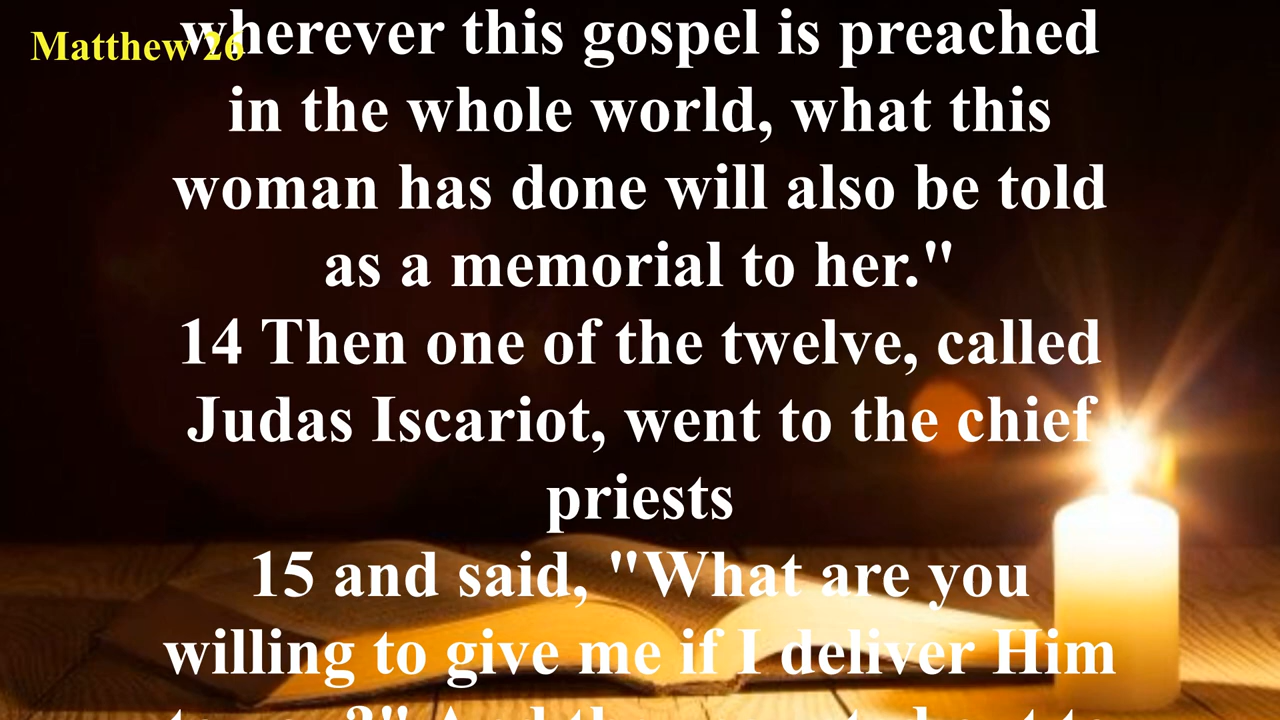 Matthew 26
wherever this gospel is preached
in the whole world, what this
woman has done will also be told
as a memorial to her."
14 Then one of the twelve, called
Judas Iscariot, went to the chief
priests
15 and said, "What are you
willing to give me if I deliver Him